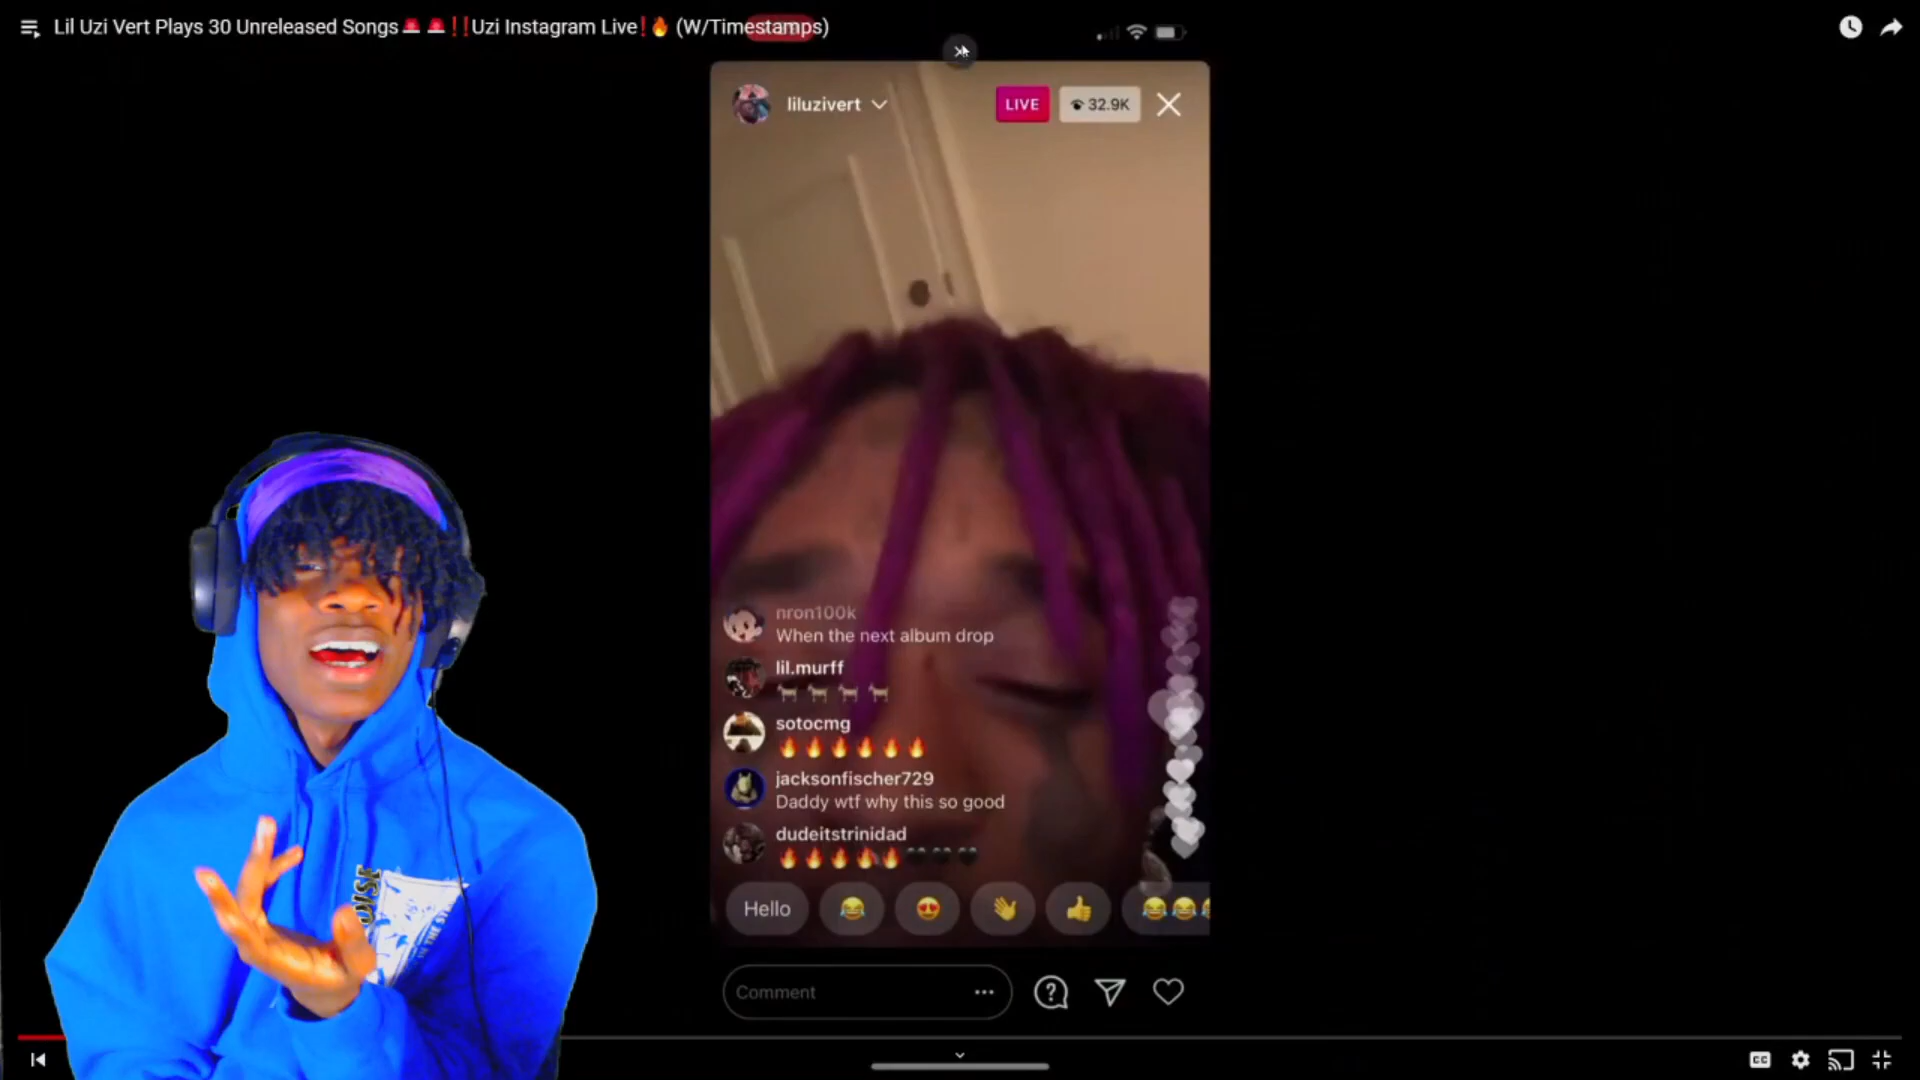 Lil Uzi Vert Plays 30 Unreleased Songs🚨🚨‼️Uzi Instagram Live❗🔥 (W/Timestamps)
liluzivert
LIVE
32.9K
nron100k
When the next album drop
lil.murff
🐐 🐐 🐐 🐐
sotocmg
🔥🔥🔥🔥🔥🔥
jacksonfischer729
Daddy wtf why this so good
dudeitstrinidad
🔥🔥🔥🔥🔥🖤🖤🖤
Hello 😂 😍 👋 👍 😂😂😂
Comment
CC